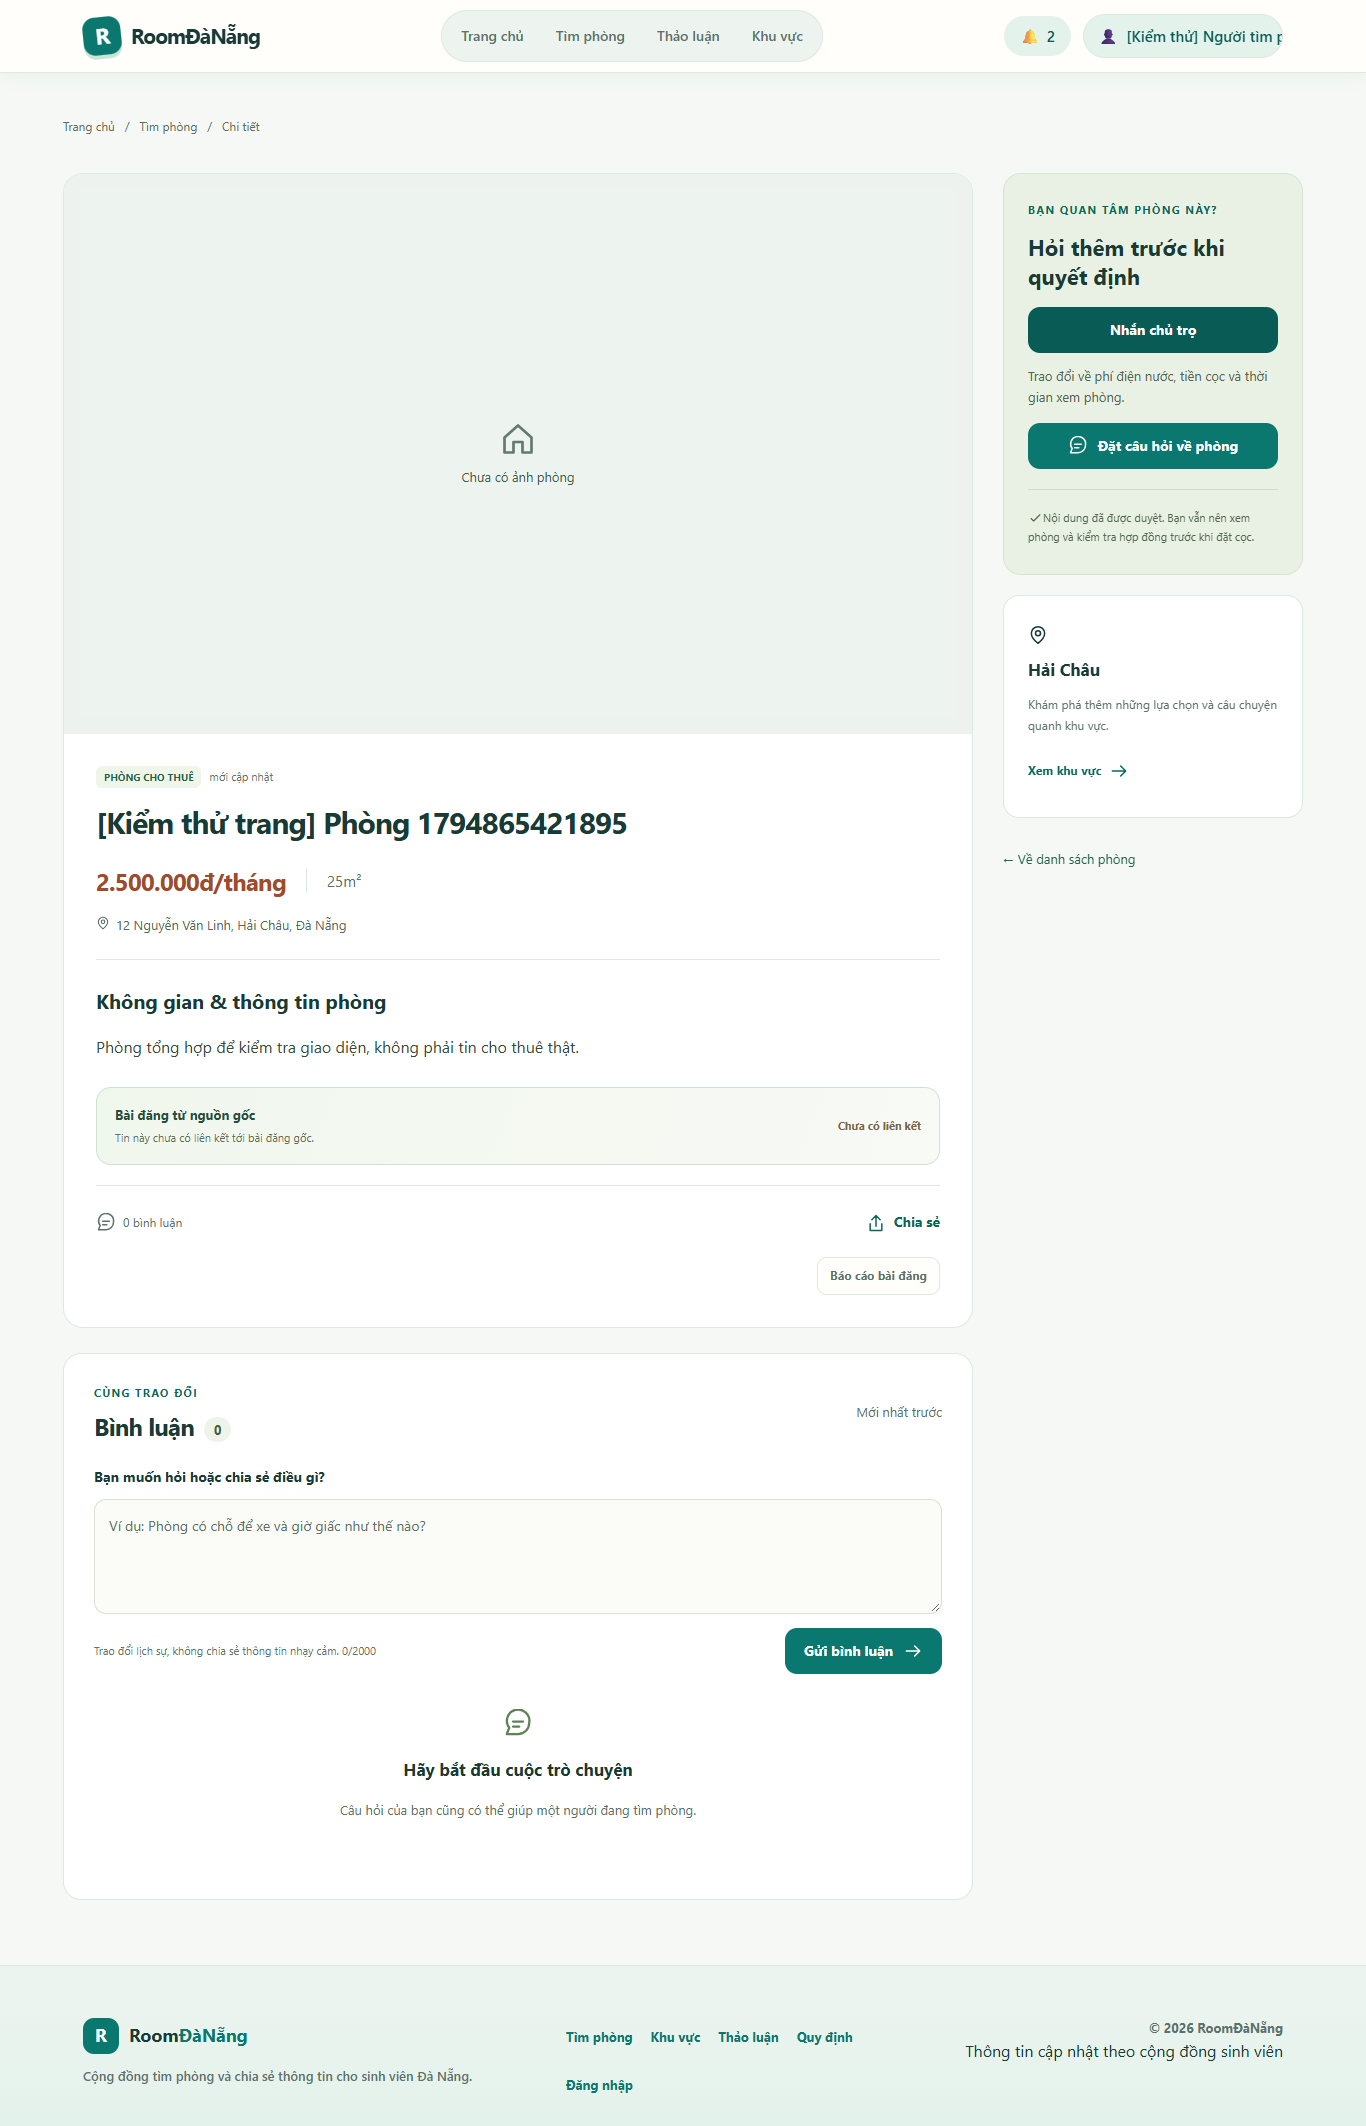 R RoomĐàNẵng
Trang chủ Tìm phòng Thảo luận Khu vực
2
[Kiểm thử] Người tìm p
Trang chủ / Tìm phòng / Chi tiết
Chưa có ảnh phòng
PHÒNG CHO THUÊ mới cập nhật
[Kiểm thử trang] Phòng 1794865421895
2.500.000đ/tháng 25m²
12 Nguyễn Văn Linh, Hải Châu, Đà Nẵng
Không gian & thông tin phòng
Phòng tổng hợp để kiểm tra giao diện, không phải tin cho thuê thật.
Bài đăng từ nguồn gốc
Tin này chưa có liên kết tới bài đăng gốc.
Chưa có liên kết
0 bình luận
Chia sẻ
Báo cáo bài đăng
BẠN QUAN TÂM PHÒNG NÀY?
Hỏi thêm trước khi
quyết định
Nhắn chủ trọ
Trao đổi về phí điện nước, tiền cọc và thời
gian xem phòng.
Đặt câu hỏi về phòng
✓ Nội dung đã được duyệt. Bạn vẫn nên xem
phòng và kiểm tra hợp đồng trước khi đặt cọc.
Hải Châu
Khám phá thêm những lựa chọn và câu chuyện
quanh khu vực.
Xem khu vực →
← Về danh sách phòng
CÙNG TRAO ĐỔI
Bình luận 0
Mới nhất trước
Bạn muốn hỏi hoặc chia sẻ điều gì?
Ví dụ: Phòng có chỗ để xe và giờ giấc như thế nào?
Trao đổi lịch sự, không chia sẻ thông tin nhạy cảm. 0/2000
Gửi bình luận →
Hãy bắt đầu cuộc trò chuyện
Câu hỏi của bạn cũng có thể giúp một người đang tìm phòng.
R RoomĐàNẵng
Cộng đồng tìm phòng và chia sẻ thông tin cho sinh viên Đà Nẵng.
Tìm phòng Khu vực Thảo luận Quy định
Đăng nhập
© 2026 RoomĐàNẵng
Thông tin cập nhật theo cộng đồng sinh viên